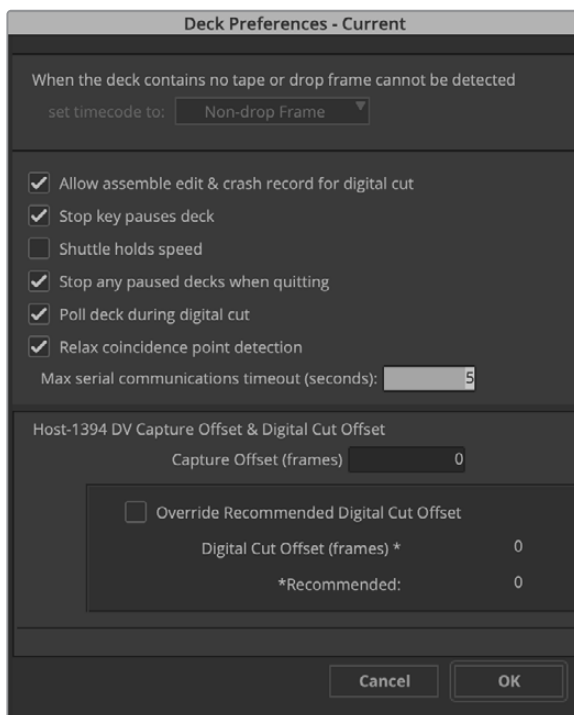 Deck Preferences - Current
When the deck contains no tape or drop frame cannot be detected
set timecode to: Non-drop Frame
Allow assemble edit & crash record for digital cut
Stop key pauses deck
Shuttle holds speed
Stop any paused decks when quitting
Poll deck during digital cut
Relax coincidence point detection
Max serial communications timeout (seconds): 5
Host-1394 DV Capture Offset & Digital Cut Offset
Capture Offset (frames) 0
Override Recommended Digital Cut Offset
Digital Cut Offset (frames) * 0
*Recommended: 0
Cancel OK